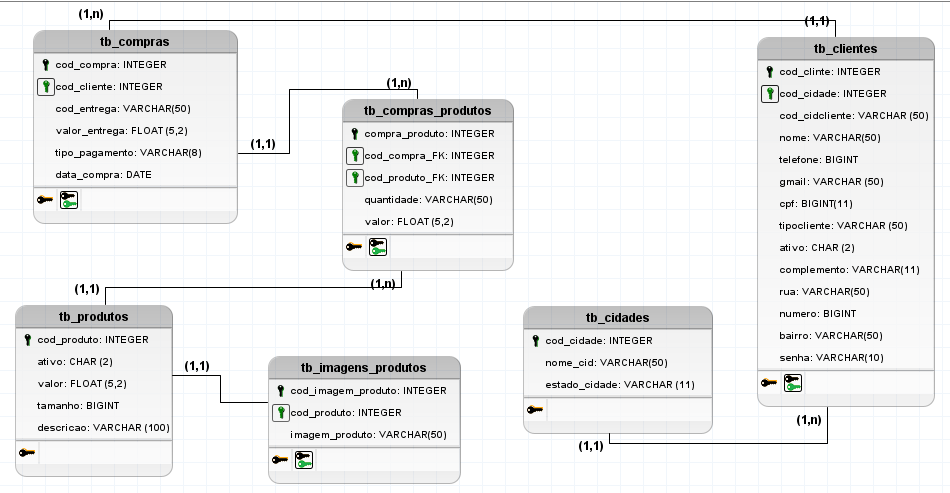 (1,n)
(1,1)
tb_compras
cod_compra: INTEGER
cod_cliente: INTEGER
cod_entrega: VARCHAR(50)
valor_entrega: FLOAT (5,2)
tipo_pagamento: VARCHAR(8)
data_compra: DATE
(1,1)
(1,n)
tb_compras_produtos
compra_produto: INTEGER
cod_compra_FK: INTEGER
cod_produto_FK: INTEGER
quantidade: VARCHAR(50)
valor: FLOAT (5,2)
(1,n)
tb_clientes
cod_clinte: INTEGER
cod_cidade: INTEGER
cod_cidcliente: VARCHAR (50)
nome: VARCHAR(50)
telefone: BIGINT
gmail: VARCHAR (50)
cpf: BIGINT(11)
tipocliente: VARCHAR (50)
ativo: CHAR (2)
complemento: VARCHAR(11)
rua: VARCHAR(50)
numero: BIGINT
bairro: VARCHAR(50)
senha: VARCHAR(10)
(1,n)
(1,1)
tb_produtos
cod_produto: INTEGER
ativo: CHAR (2)
valor: FLOAT (5,2)
tamanho: BIGINT
descricao: VARCHAR (100)
(1,1)
tb_imagens_produtos
cod_imagem_produto: INTEGER
cod_produto: INTEGER
imagem_produto: VARCHAR(50)
tb_cidades
cod_cidade: INTEGER
nome_cid: VARCHAR(50)
estado_cidade: VARCHAR (11)
(1,1)